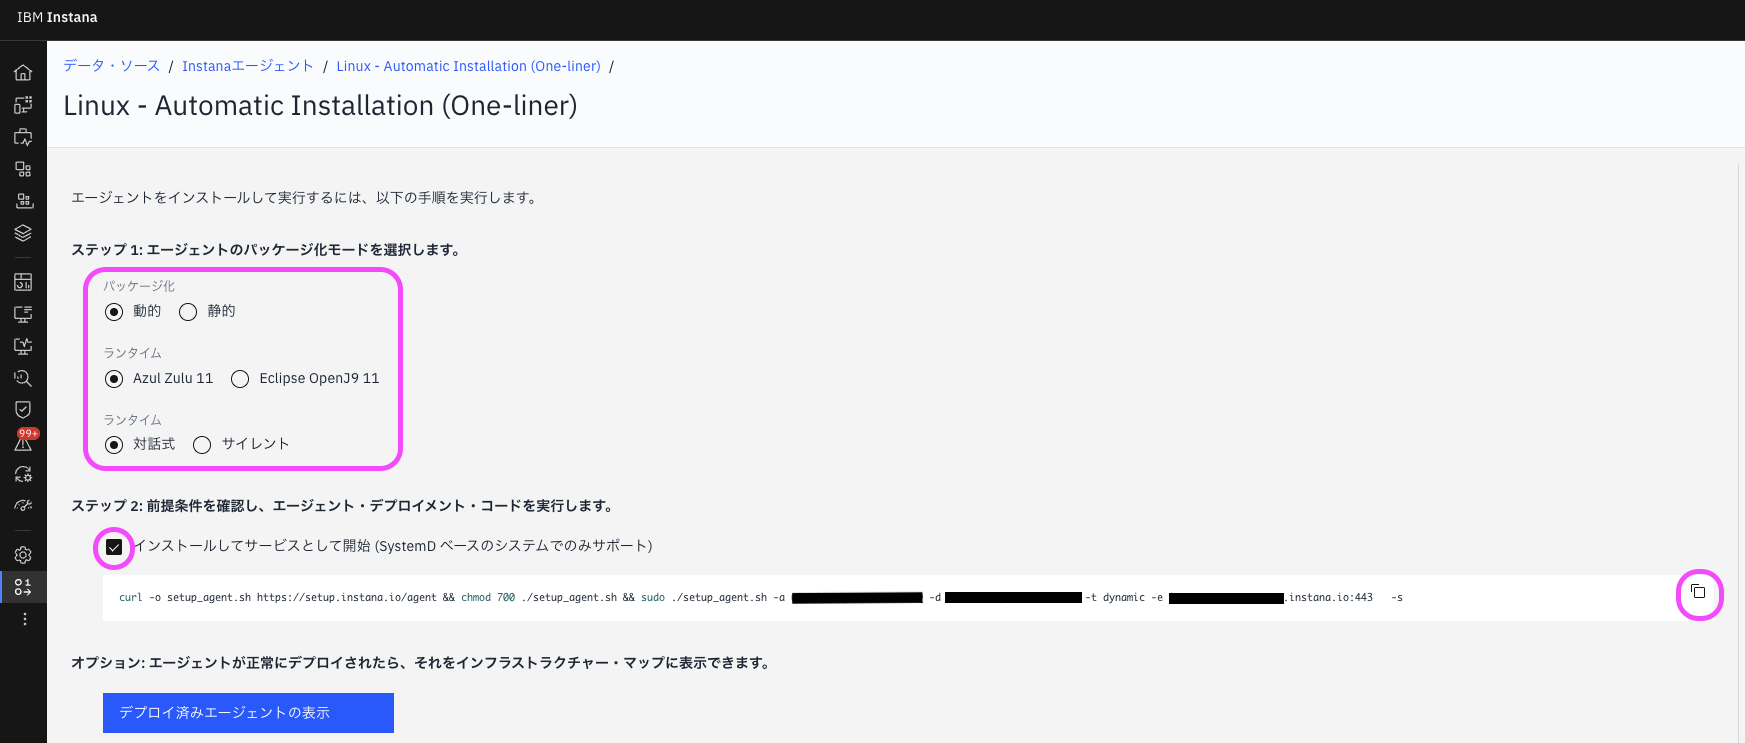 IBM Instana
データ・ソース / Instanaエージェント / Linux - Automatic Installation (One-liner) /
Linux - Automatic Installation (One-liner)
エージェントをインストールして実行するには、以下の手順を実行します。
ステップ 1: エージェントのパッケージ化モードを選択します。
パッケージ化
動的 静的
ランタイム
Azul Zulu 11 Eclipse OpenJ9 11
ランタイム
対話式 サイレント
99+
ステップ 2: 前提条件を確認し、エージェント・デプロイメント・コードを実行します。
インストールしてサービスとして開始 (SystemD ベースのシステムでのみサポート)
curl -o setup_agent.sh https://setup.instana.io/agent && chmod 700 ./setup_agent.sh && sudo ./setup_agent.sh -a -d -t dynamic -e .instana.io:443 -s
オプション: エージェントが正常にデプロイされたら、それをインフラストラクチャー・マップに表示できます。
デプロイ済みエージェントの表示